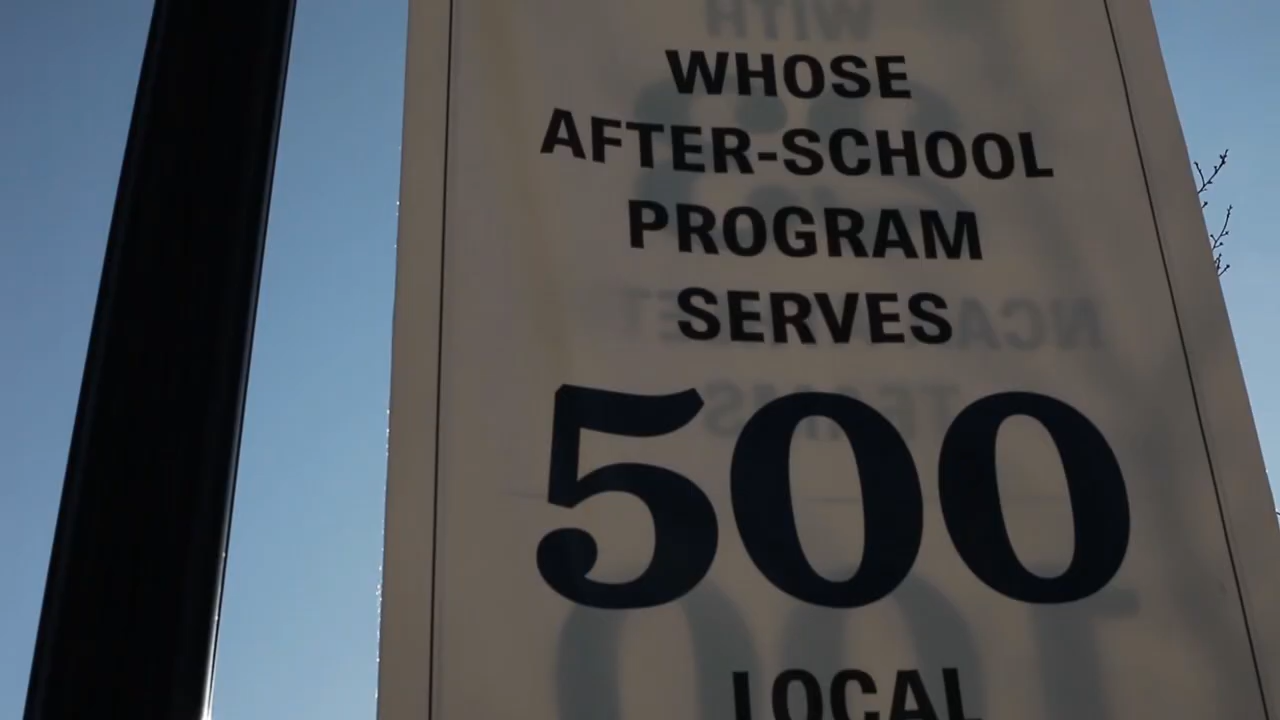 WHOSE
AFTER-SCHOOL
PROGRAM
SERVES
500
LOCAL